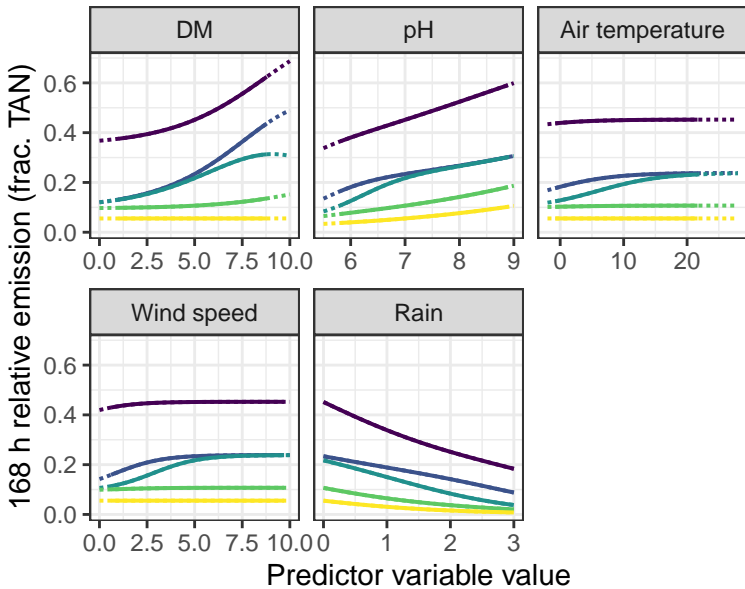 DM pH Air temperature
0.6
0.4
0.2
0.0
0.0 2.5 5.0 7.5 10.0 6 7 8 9 0 10 20
Wind speed Rain
0.6
0.4
0.2
0.0
0.0 2.5 5.0 7.5 10.0 0 1 2 3
Predictor variable value
168 h relative emission (frac. TAN)